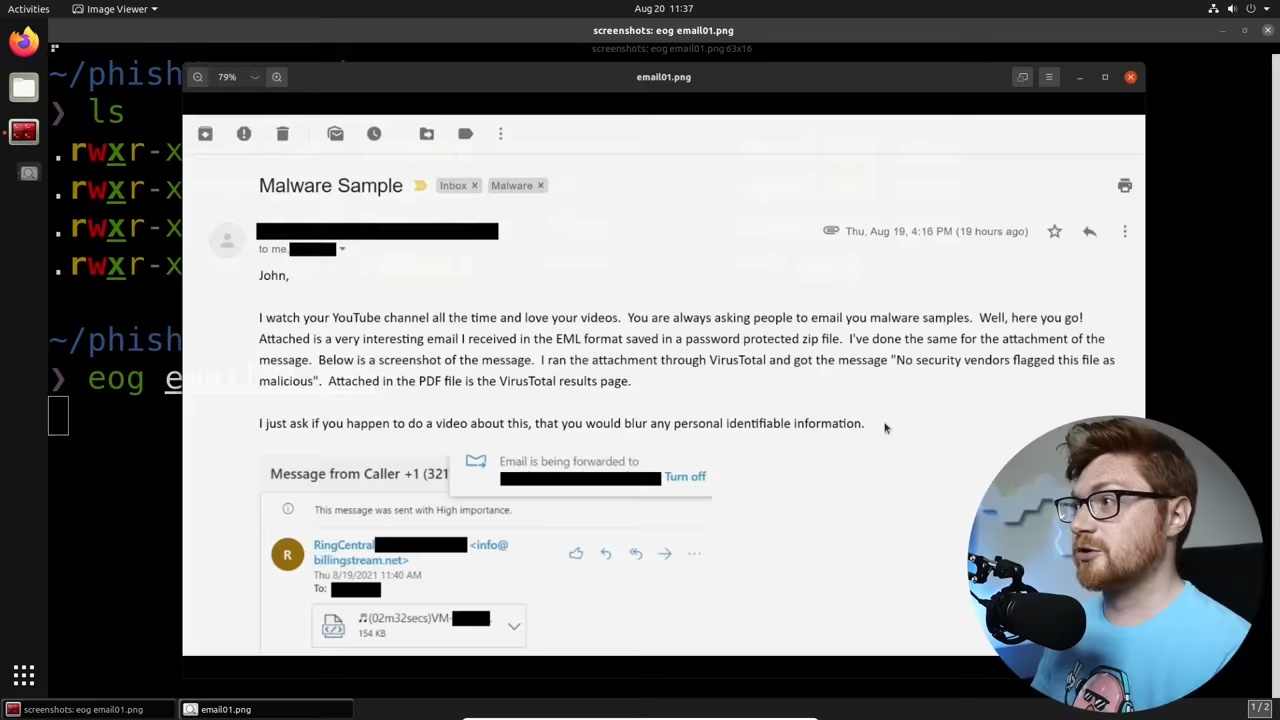 Activities
Image Viewer
Aug 20 11:37
screenshots: eog email01.png
screenshots: eog email01.png 63x16
~/phish
79%
email01.png
❯ ls
.rwxr-x
.rwxr-x
.rwxr-x
.rwxr-x
~/phish
❯ eog
Malware Sample
Inbox ×
Malware ×
to me,
Thu, Aug 19, 4:16 PM (19 hours ago)
John,
I watch your YouTube channel all the time and love your videos. You are always asking people to email you malware samples. Well, here you go!
Attached is a very interesting email I received in the EML format saved in a password protected zip file. I've done the same for the attachment of the
message. Below is a screenshot of the message. I ran the attachment through VirusTotal and got the message "No security vendors flagged this file as
malicious". Attached in the PDF file is the VirusTotal results page.
I just ask if you happen to do a video about this, that you would blur any personal identifiable information.
Message from Caller +1 (321
Email is being forwarded to
Turn off
This message was sent with High importance.
R
RingCentral <info@
billingstream.net>
Thu 8/19/2021 11:40 AM
To:
♫(02m32secs)VM-
154 KB
screenshots: eog email01.png
email01.png
1 / 2